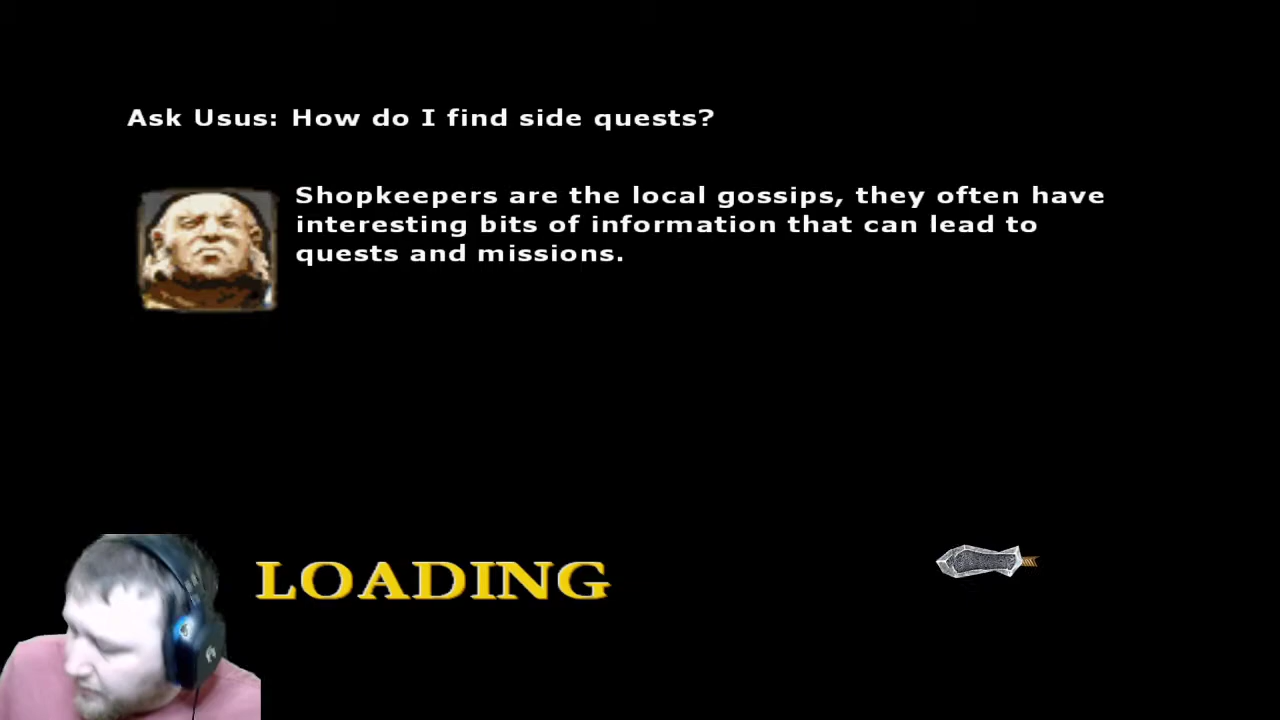 Ask Usus: How do I find side quests?
Shopkeepers are the local gossips, they often have
interesting bits of information that can lead to
quests and missions.
LOADING